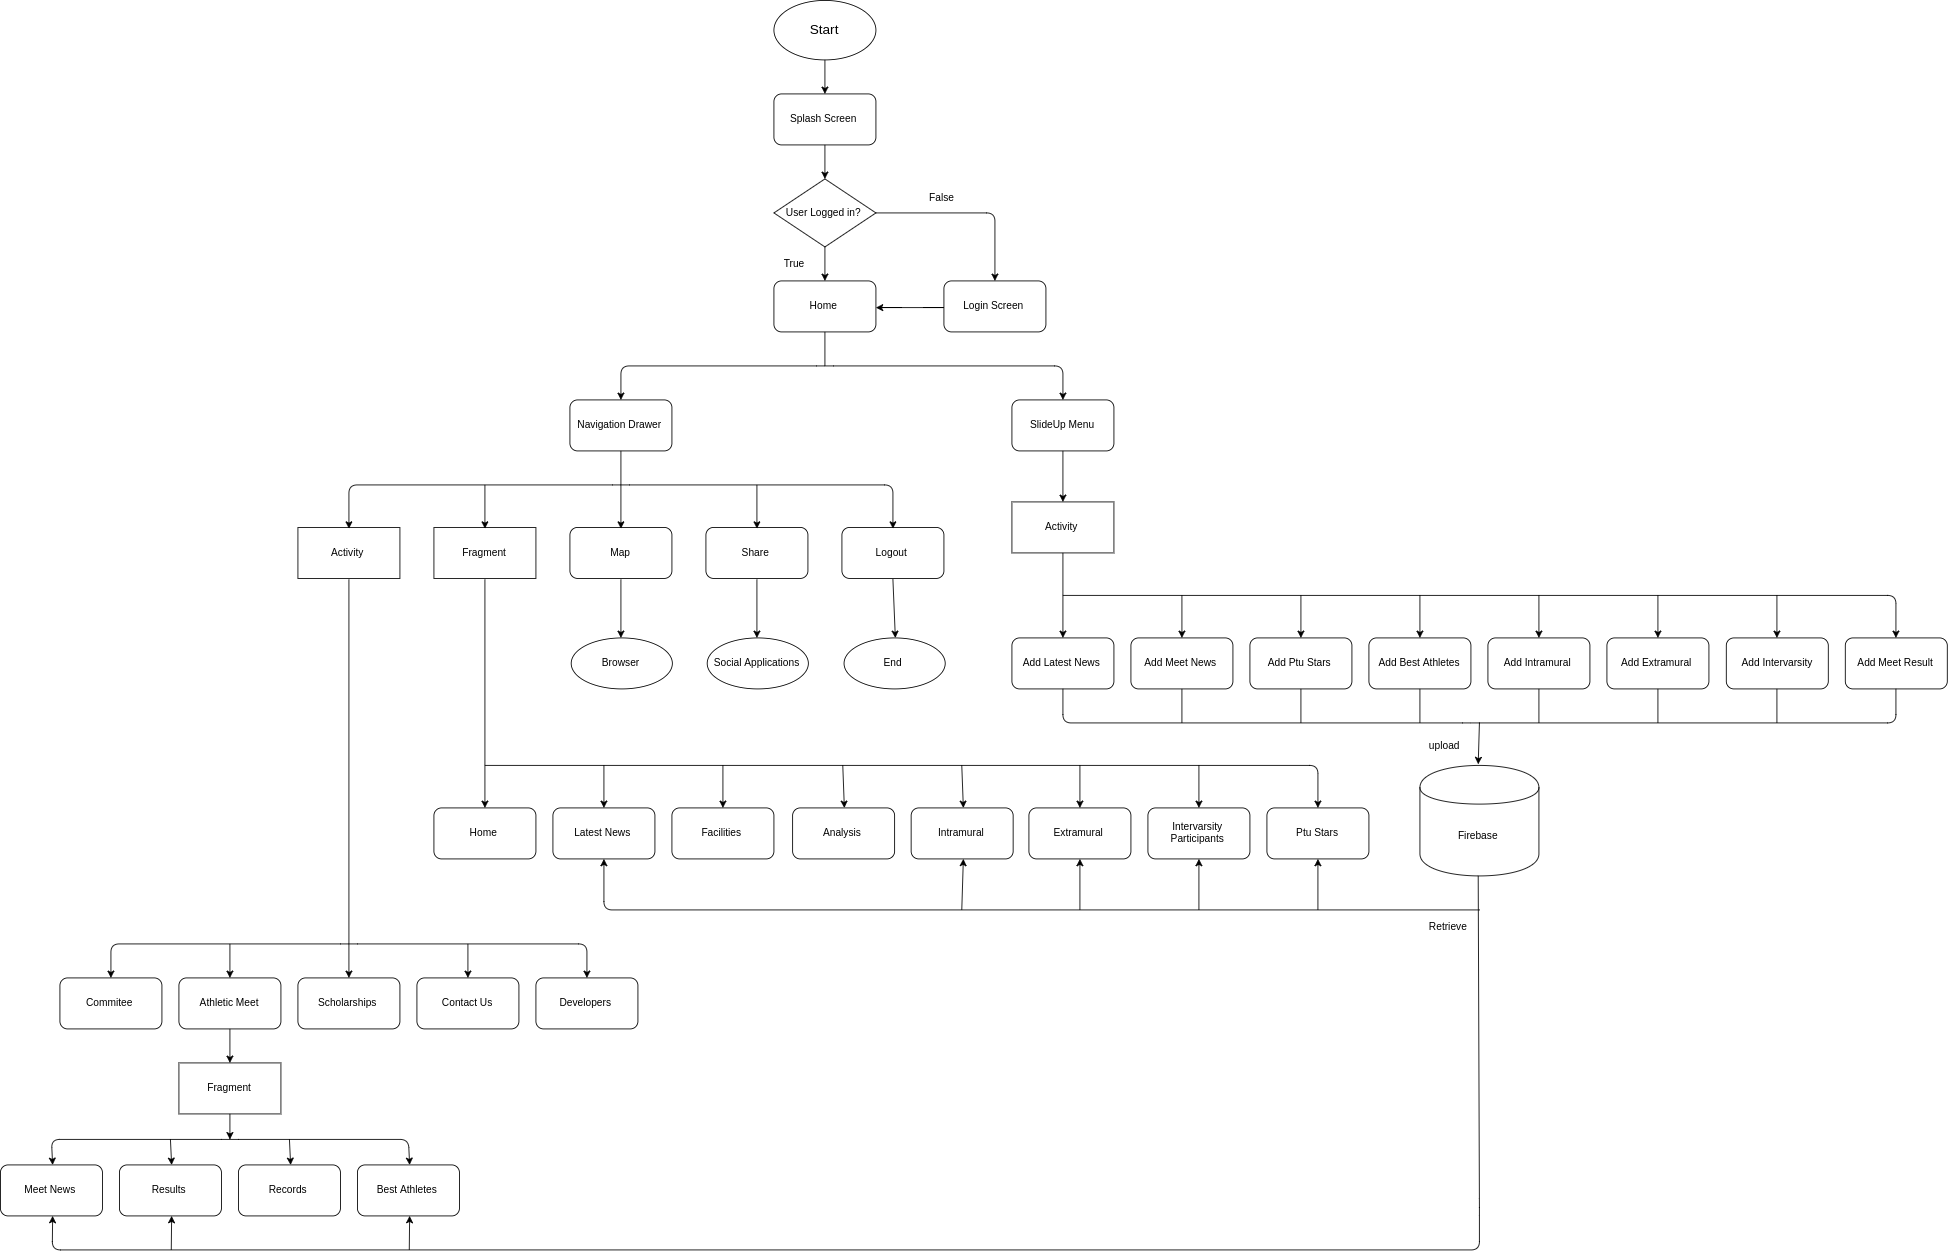 Start
Splash Screen
False
User Logged in?
True
Home
Login Screen
Navigation Drawer
SlideUp Menu
Activity
Activity
Fragment
Map
Share
Logout
Browser
Social Applications
End
Add Latest News
Add Meet News
Add Ptu Stars
Add Best Athletes
Add Intramural
Add Extramural
Add Intervarsity
Add Meet Result
upload
Home
Latest News
Facilities
Analysis
Intramural
Extramural
Intervarsity
Participants
Ptu Stars
Firebase
Retrieve
Commitee
Athletic Meet
Scholarships
Contact Us
Developers
Fragment
Meet News
Results
Records
Best Athletes